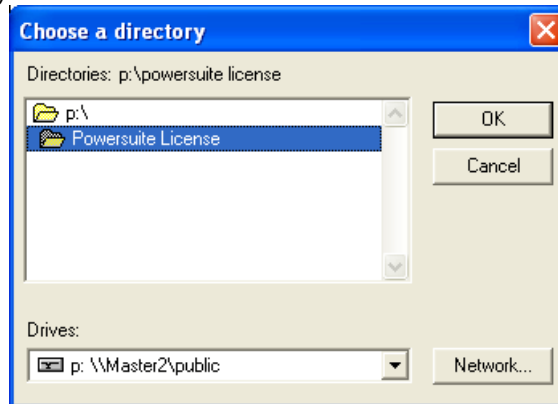 Choose a directory
Directories: p:\powersuite license
p:\
OK
Powersuite License
Cancel
Drives:
p: \\Master2\public
Network...